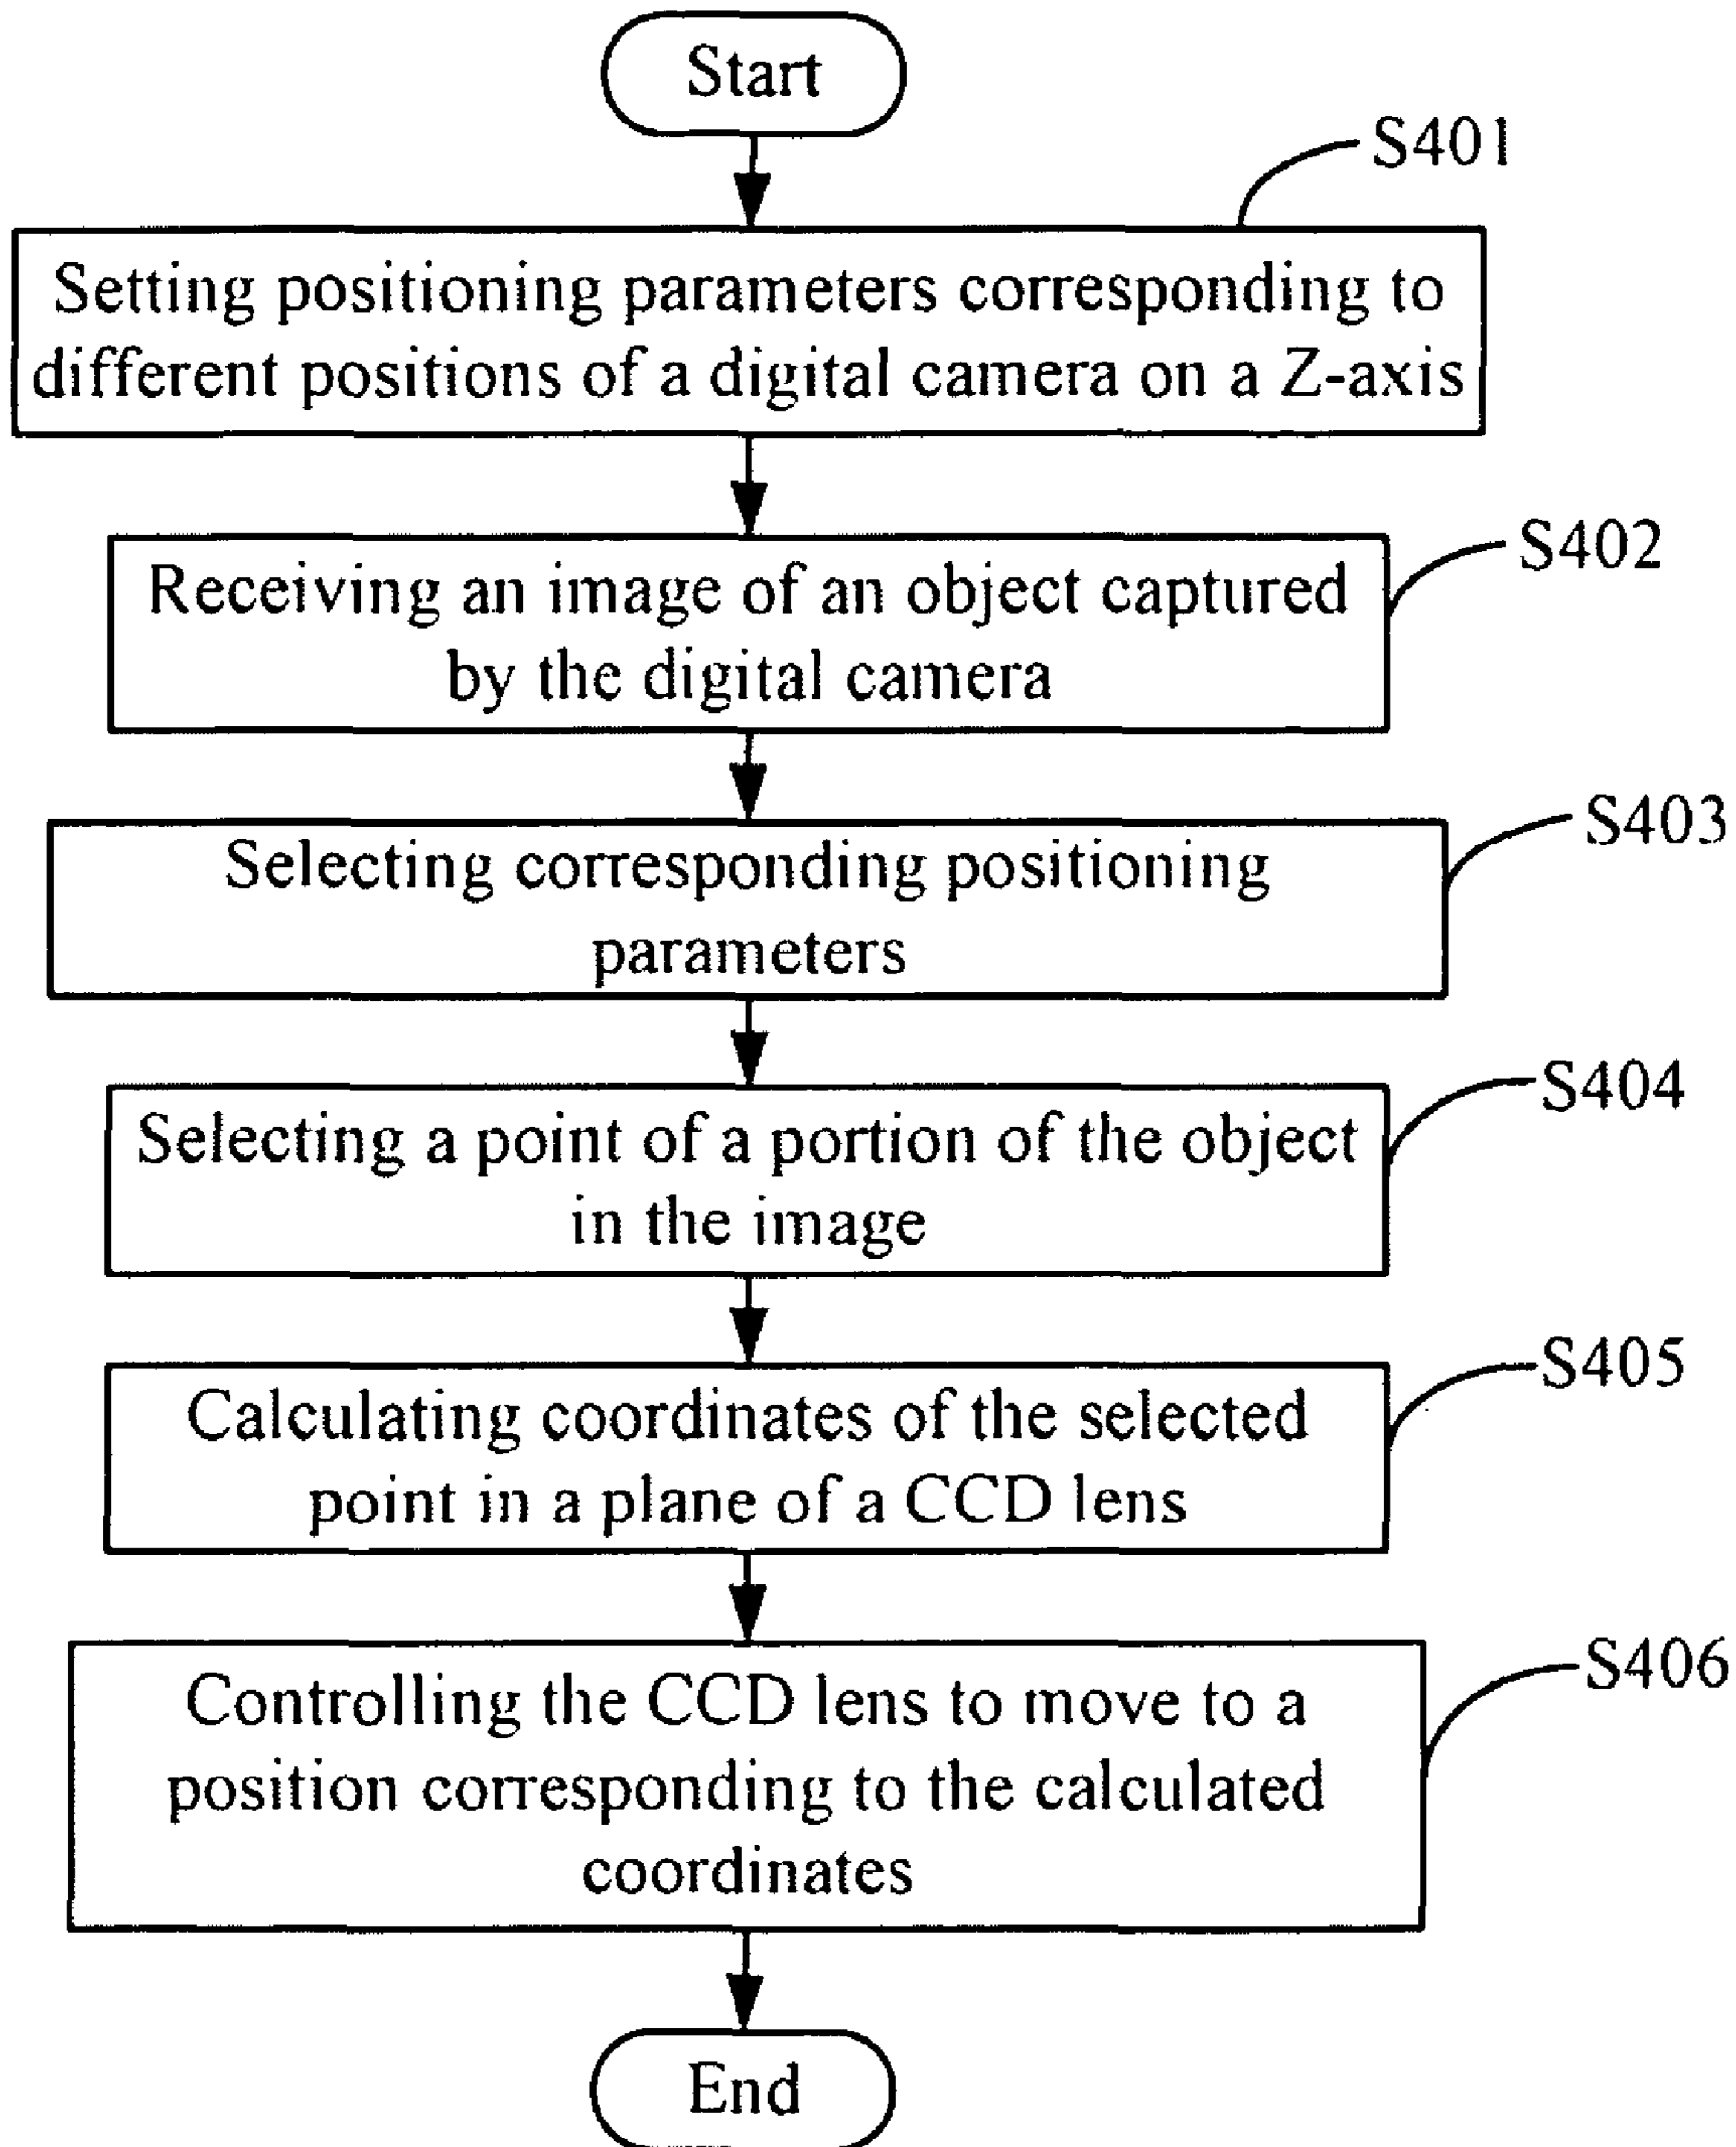 Start
S401
Setting positioning parameters corresponding to
different positions of a digital camera on a Z-axis
S402
Receiving an image of an object captured
by the digital camera
S403
Selecting corresponding positioning
parameters
S404
Selecting a point of a portion of the object
in the image
S405
Calculating coordinates of the selected
point in a plane of a CCD lens
S406
Controlling the CCD lens to move to a
position corresponding to the calculated
coordinates
End